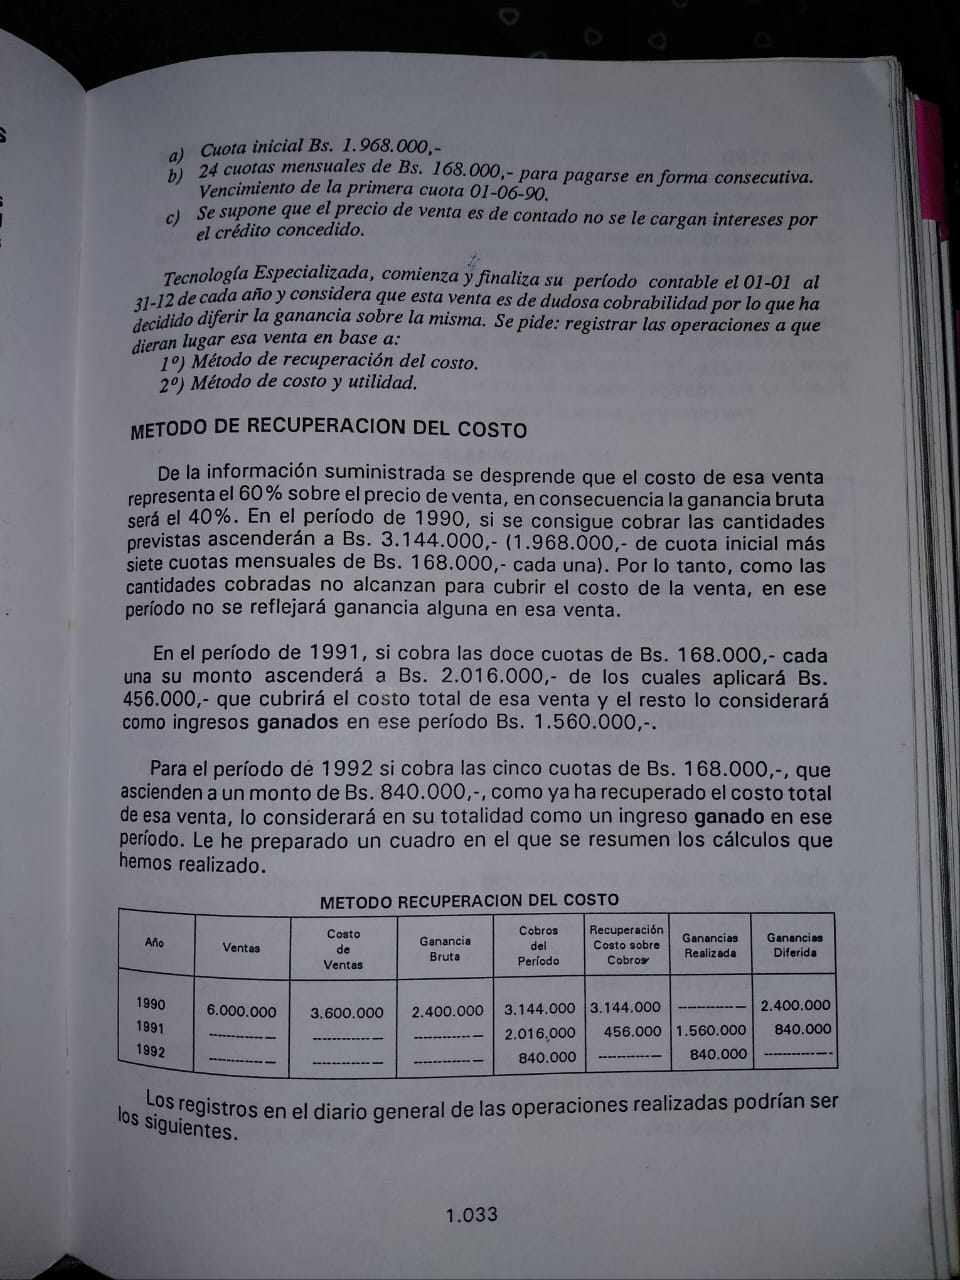 a) Cuota inicial Bs. 1.968.000,-
b) 24 cuotas mensuales de Bs. 168.000,- para pagarse en forma consecutiva.
Vencimiento de la primera cuota 01-06-90.
c) Se supone que el precio de venta es de contado no se le cargan intereses por
el crédito concedido.
Tecnología Especializada, comienza y finaliza su período contable el 01-01 al
31-12 de cada año y considera que esta venta es de dudosa cobrabilidad por lo que ha
decidido diferir la ganancia sobre la misma. Se pide: registrar las operaciones a que
dieran lugar esa venta en base a:
1º) Método de recuperación del costo.
2º) Método de costo y utilidad.
METODO DE RECUPERACION DEL COSTO
De la información suministrada se desprende que el costo de esa venta
representa el 60% sobre el precio de venta, en consecuencia la ganancia bruta
será el 40%. En el período de 1990, si se consigue cobrar las cantidades
previstas ascenderán a Bs. 3.144.000,- (1.968.000,- de cuota inicial más
siete cuotas mensuales de Bs. 168.000,- cada una). Por lo tanto, como las
cantidades cobradas no alcanzan para cubrir el costo de la venta, en ese
período no se reflejará ganancia alguna en esa venta.
En el período de 1991, si cobra las doce cuotas de Bs. 168.000,- cada
una su monto ascenderá a Bs. 2.016.000,- de los cuales aplicará Bs.
456.000,- que cubrirá el costo total de esa venta y el resto lo considerará
como ingresos ganados en ese período Bs. 1.560.000,-.
Para el período de 1992 si cobra las cinco cuotas de Bs. 168.000,-, que
ascienden a un monto de Bs. 840.000,-, como ya ha recuperado el costo total
de esa venta, lo considerará en su totalidad como un ingreso ganado en ese
período. Le he preparado un cuadro en el que se resumen los cálculos que
hemos realizado.
METODO RECUPERACION DEL COSTO
Año Ventas Costo de Ventas Ganancia Bruta Cobros del Período Recuperación Costo sobre Cobros Ganancias Realizada Ganancias Diferida
1990 6.000.000 3.600.000 2.400.000 3.144.000 3.144.000 ---------- 2.400.000
1991 ---------- ---------- ---------- 2.016,000 456.000 1.560.000 840.000
1992 ---------- ---------- ---------- 840.000 ---------- 840.000 ----------
Los registros en el diario general de las operaciones realizadas podrían ser
los siguientes.
1.033